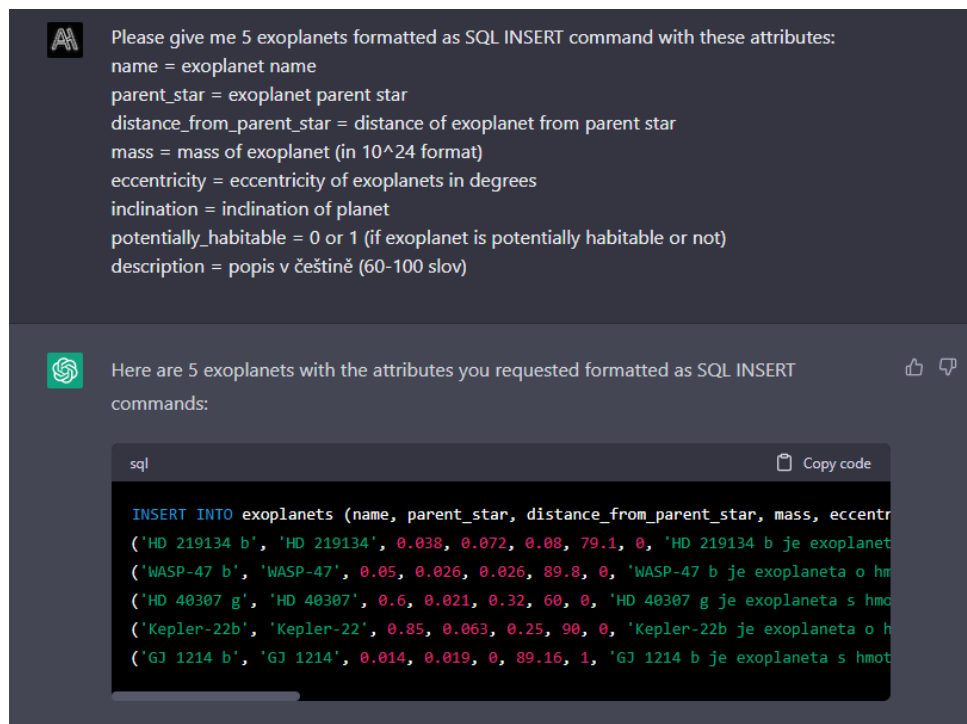 Please give me 5 exoplanets formatted as SQL INSERT command with these attributes:
name = exoplanet name
parent_star = exoplanet parent star
distance_from_parent_star = distance of exoplanet from parent star
mass = mass of exoplanet (in 10^24 format)
eccentricity = eccentricity of exoplanets in degrees
inclination = inclination of planet
potentially_habitable = 0 or 1 (if exoplanet is potentially habitable or not)
description = popis v češtině (60-100 slov)
Here are 5 exoplanets with the attributes you requested formatted as SQL INSERT
commands:
sql Copy code
INSERT INTO exoplanets (name, parent_star, distance_from_parent_star, mass, eccentr
('HD 219134 b', 'HD 219134', 0.038, 0.072, 0.08, 79.1, 0, 'HD 219134 b je exoplanet
('WASP-47 b', 'WASP-47', 0.05, 0.026, 0.026, 89.8, 0, 'WASP-47 b je exoplaneta o hm
('HD 40307 g', 'HD 40307', 0.6, 0.021, 0.32, 60, 0, 'HD 40307 g je exoplaneta s hmo
('Kepler-22b', 'Kepler-22', 0.85, 0.063, 0.25, 90, 0, 'Kepler-22b je exoplaneta o h
('GJ 1214 b', 'GJ 1214', 0.014, 0.019, 0, 89.16, 1, 'GJ 1214 b je exoplaneta s hmot